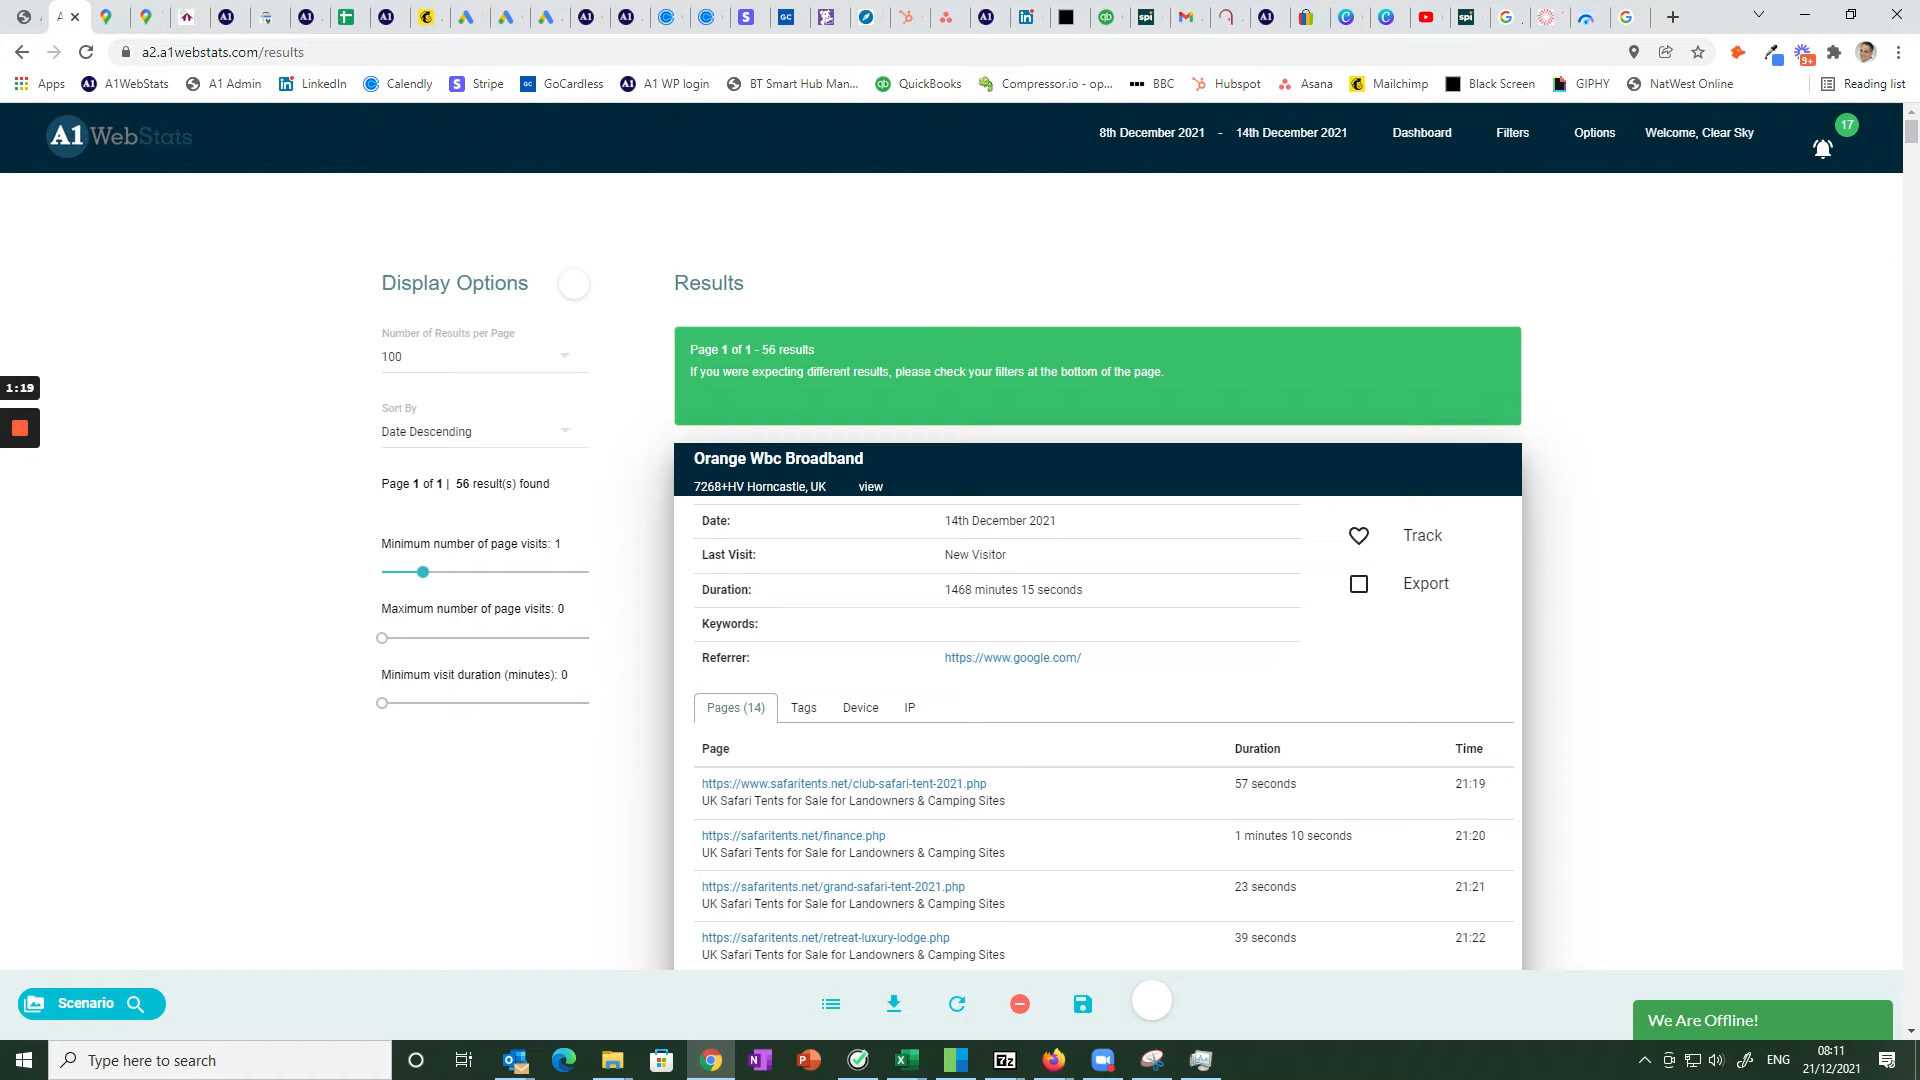 a2.a1webstats.com/results
9+
Apps A1WebStats A1 Admin LinkedIn Calendly Stripe GoCardless A1 WP login BT Smart Hub Man... QuickBooks Compressor.io - op... BBC Hubspot Asana Mailchimp Black Screen GIPHY NatWest Online Reading list
A1 WebStats
8th December 2021 - 14th December 2021 Dashboard Filters Options Welcome, Clear Sky 17
Display Options
Number of Results per Page
100
Sort By
Date Descending
Page 1 of 1 | 56 result(s) found
Minimum number of page visits: 1
Maximum number of page visits: 0
Minimum visit duration (minutes): 0
1:19
Results
Page 1 of 1 - 56 results
If you were expecting different results, please check your filters at the bottom of the page.
Orange Wbc Broadband
7268+HV Horncastle, UK view
Date: 14th December 2021
Last Visit: New Visitor
Duration: 1468 minutes 15 seconds
Keywords:
Referrer: https://www.google.com/
Track
Export
Pages (14) Tags Device IP
Page Duration Time
https://www.safaritents.net/club-safari-tent-2021.php 57 seconds 21:19
UK Safari Tents for Sale for Landowners & Camping Sites
https://safaritents.net/finance.php 1 minutes 10 seconds 21:20
UK Safari Tents for Sale for Landowners & Camping Sites
https://safaritents.net/grand-safari-tent-2021.php 23 seconds 21:21
UK Safari Tents for Sale for Landowners & Camping Sites
https://safaritents.net/retreat-luxury-lodge.php 39 seconds 21:22
UK Safari Tents for Sale for Landowners & Camping Sites
Scenario
We Are Offline!
Type here to search
ENG
08:11
21/12/2021